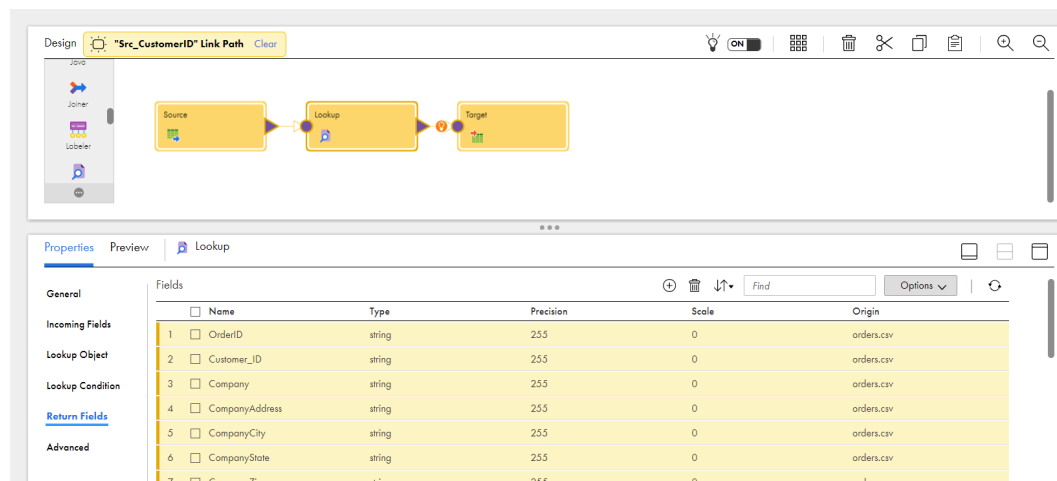 Design "Src_CustomerID" Link Path Clear
ON
Java
Joiner
Labeler
Source
Lookup
Target
Properties Preview Lookup
General
Incoming Fields
Lookup Object
Lookup Condition
Return Fields
Advanced
Fields Find Options
Name Type Precision Scale Origin
1 OrderID string 255 0 orders.csv
2 Customer_ID string 255 0 orders.csv
3 Company string 255 0 orders.csv
4 CompanyAddress string 255 0 orders.csv
5 CompanyCity string 255 0 orders.csv
6 CompanyState string 255 0 orders.csv